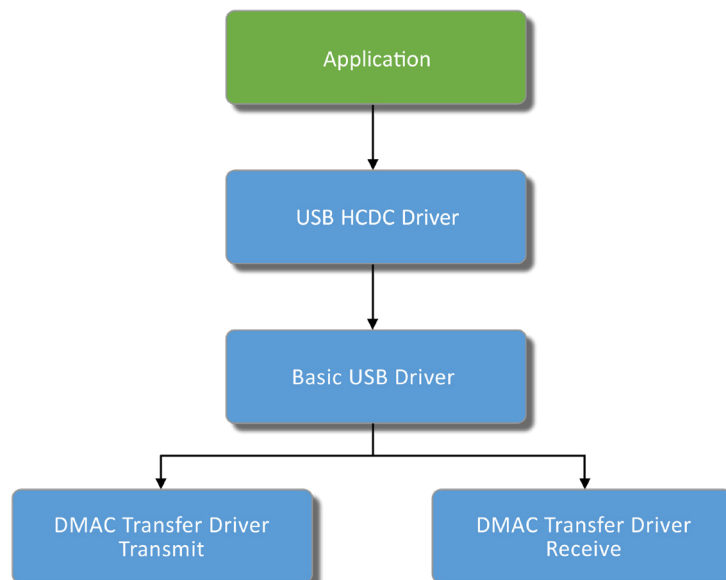 Application
USB HCDC Driver
Basic USB Driver
DMAC Transfer Driver
Transmit
DMAC Transfer Driver
Receive